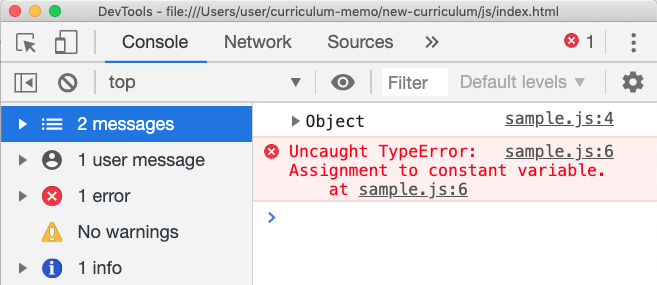 DevTools - file:///Users/user/curriculum-memo/new-curriculum/js/index.html
Console Network Sources » 1
top Filter Default levels
2 messages
1 user message
1 error
No warnings
1 info
Object sample.js:4
Uncaught TypeError: sample.js:6
Assignment to constant variable.
at sample.js:6